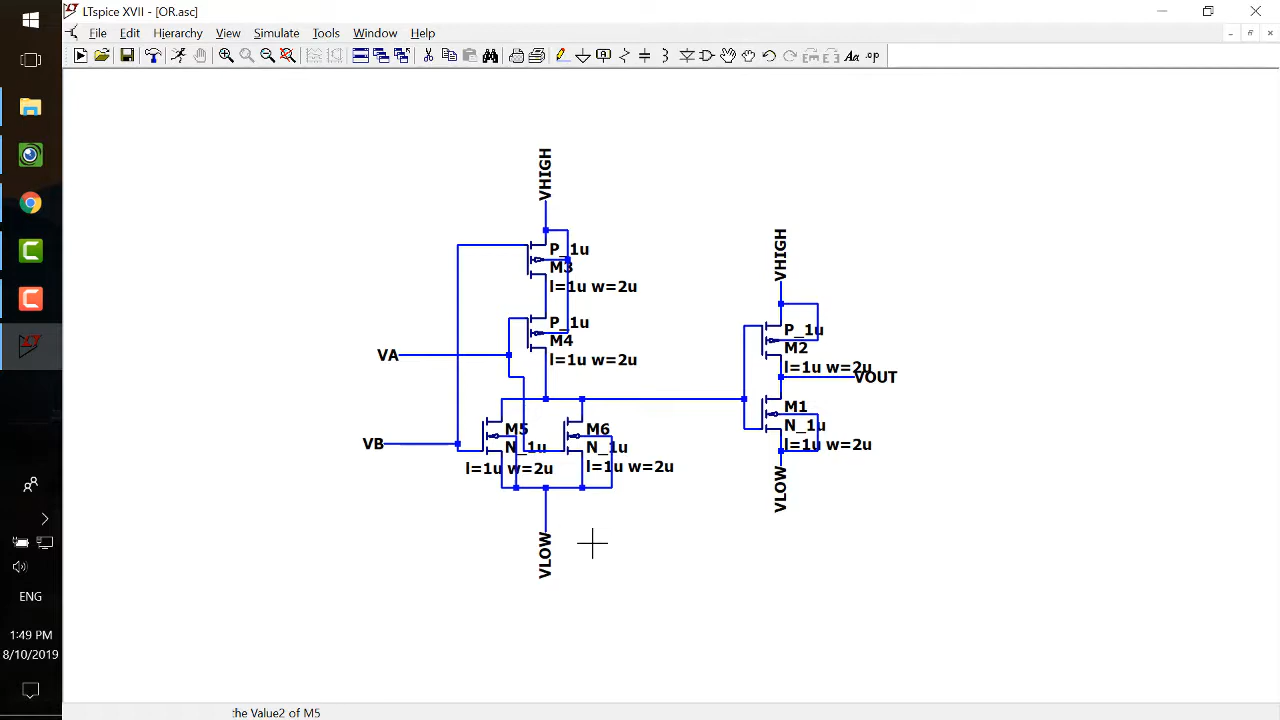 LTspice XVII - [OR.asc]
File Edit Hierarchy View Simulate Tools Window Help
VHIGH
P_1u
M3
l=1u w=2u
P_1u
M4
l=1u w=2u
VA
VB
M5
N_1u
l=1u w=2u
M6
N_1u
l=1u w=2u
VLOW
VHIGH
P_1u
M2
l=1u w=2u
VOUT
M1
N_1u
l=1u w=2u
VLOW
ENG
1:49 PM
8/10/2019
the Value2 of M5